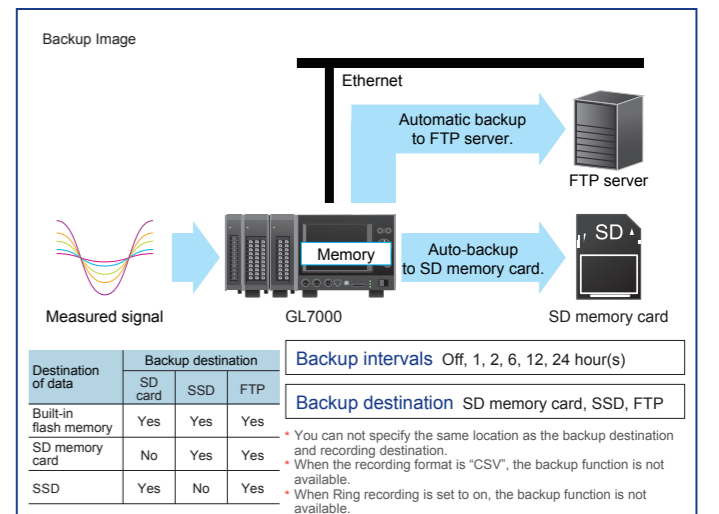 Backup Image
Ethernet
Automatic backup
to FTP server.
FTP server
Memory
Auto-backup
to SD memory card.
SD
Measured signal
GL7000
SD memory card
Destination
of data
Backup destination
SD
card
SSD
FTP
Built-in
flash memory
Yes
Yes
Yes
SD memory
card
No
Yes
Yes
SSD
Yes
No
Yes
Backup intervals Off, 1, 2, 6, 12, 24 hour(s)
Backup destination SD memory card, SSD, FTP
* You can not specify the same location as the backup destination
and recording destination.
* When the recording format is “CSV”, the backup function is not
available.
* When Ring recording is set to on, the backup function is not
available.